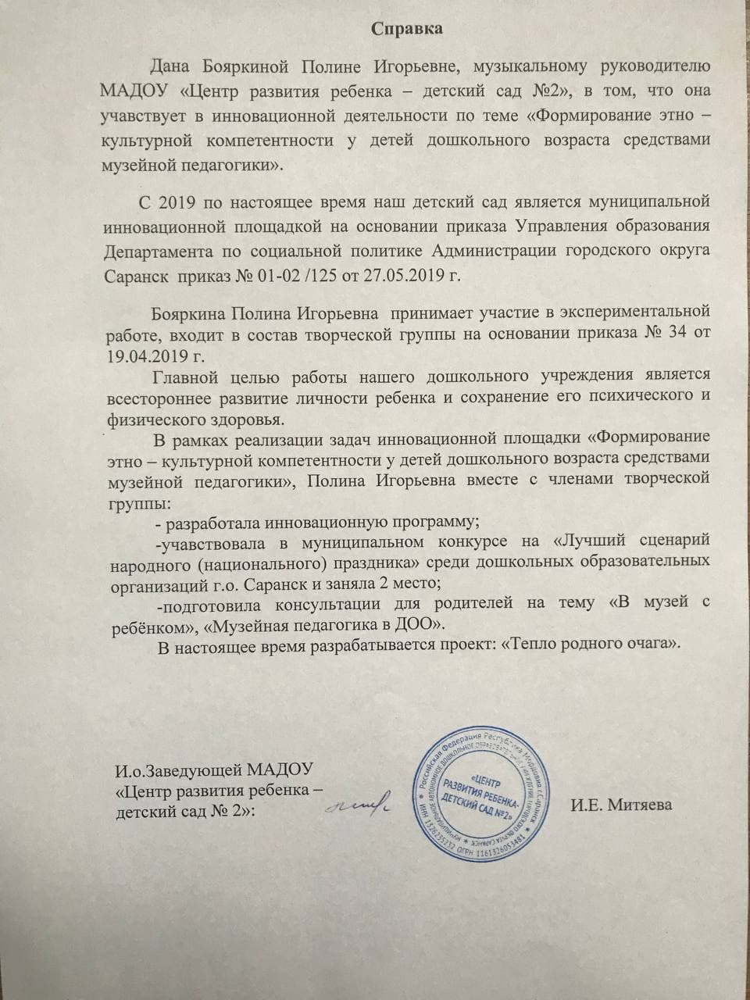 Справка
Дана Бояркиной Полине Игорьевне, музыкальному руководителю
МАДОУ «Центр развития ребенка – детский сад №2», в том, что она
учавствует в инновационной деятельности по теме «Формирование этно –
культурной компетентности у детей дошкольного возраста средствами
музейной педагогики».
С 2019 по настоящее время наш детский сад является муниципальной
инновационной площадкой на основании приказа Управления образования
Департамента по социальной политике Администрации городского округа
Саранск приказ № 01-02 /125 от 27.05.2019 г.
Бояркина Полина Игорьевна принимает участие в экспериментальной
работе, входит в состав творческой группы на основании приказа № 34 от
19.04.2019 г.
Главной целью работы нашего дошкольного учреждения является
всестороннее развитие личности ребенка и сохранение его психического и
физического здоровья.
В рамках реализации задач инновационной площадки «Формирование
этно – культурной компетентности у детей дошкольного возраста средствами
музейной педагогики», Полина Игорьевна вместе с членами творческой
группы:
- разработала инновационную программу;
-учавствовала в муниципальном конкурсе на «Лучший сценарий
народного (национального) праздника» среди дошкольных образовательных
организаций г.о. Саранск и заняла 2 место;
-подготовила консультации для родителей на тему «В музей с
ребёнком», «Музейная педагогика в ДОО».
В настоящее время разрабатывается проект: «Тепло родного очага».
И.о.Заведующей МАДОУ
«Центр развития ребенка –
детский сад № 2»:
И.Е. Митяева
Российская Федерация Республика Мордовия г.Саранск
ОГРН 1161326053481
«ЦЕНТР
РАЗВИТИЯ РЕБЕНКА-
ДЕТСКИЙ САД №2»